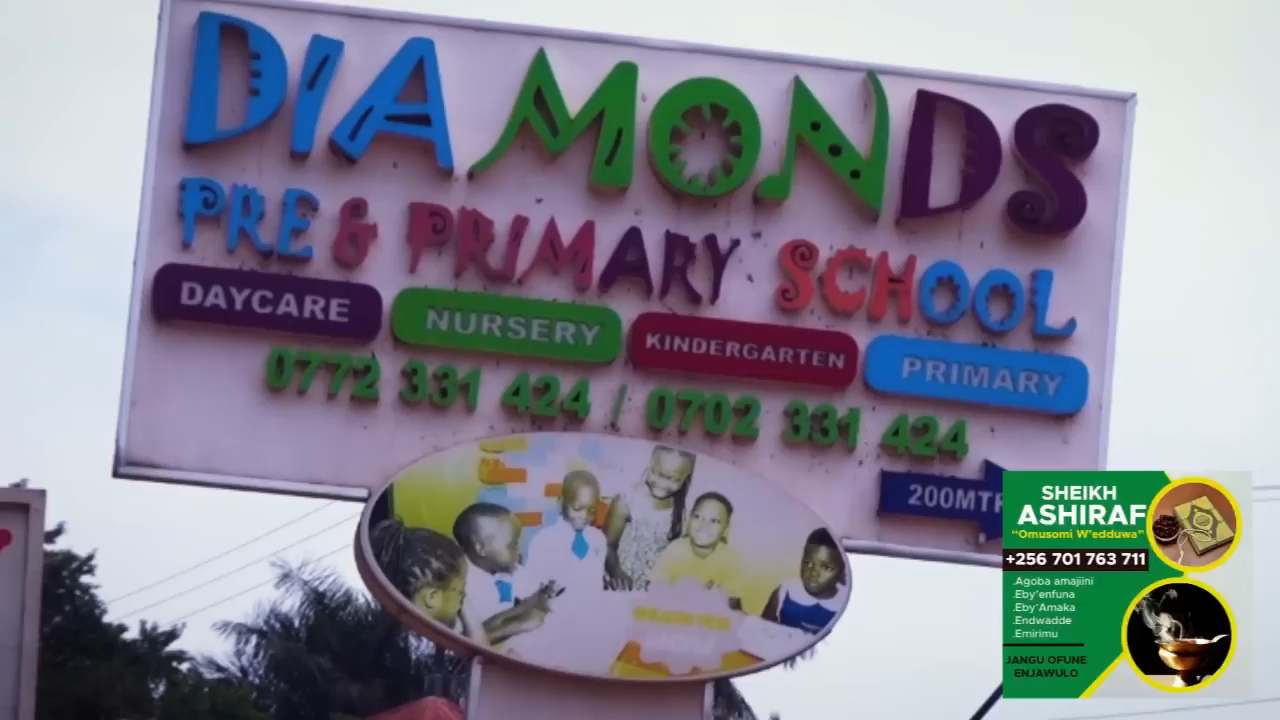 DIAMONDS
PRE & PRIMARY SCHOOL
DAYCARE NURSERY KINDERGARTEN PRIMARY
0772 331 424 / 0702 331 424
200MTR
SHEIKH
ASHIRAF
"Omusomi W'edduwa"
+256 701 763 711
.Agoba amajiini
.Eby'enfuna
.Eby'Amaka
.Endwadde
.Emirimu
JANGU OFUNE
ENJAWULO